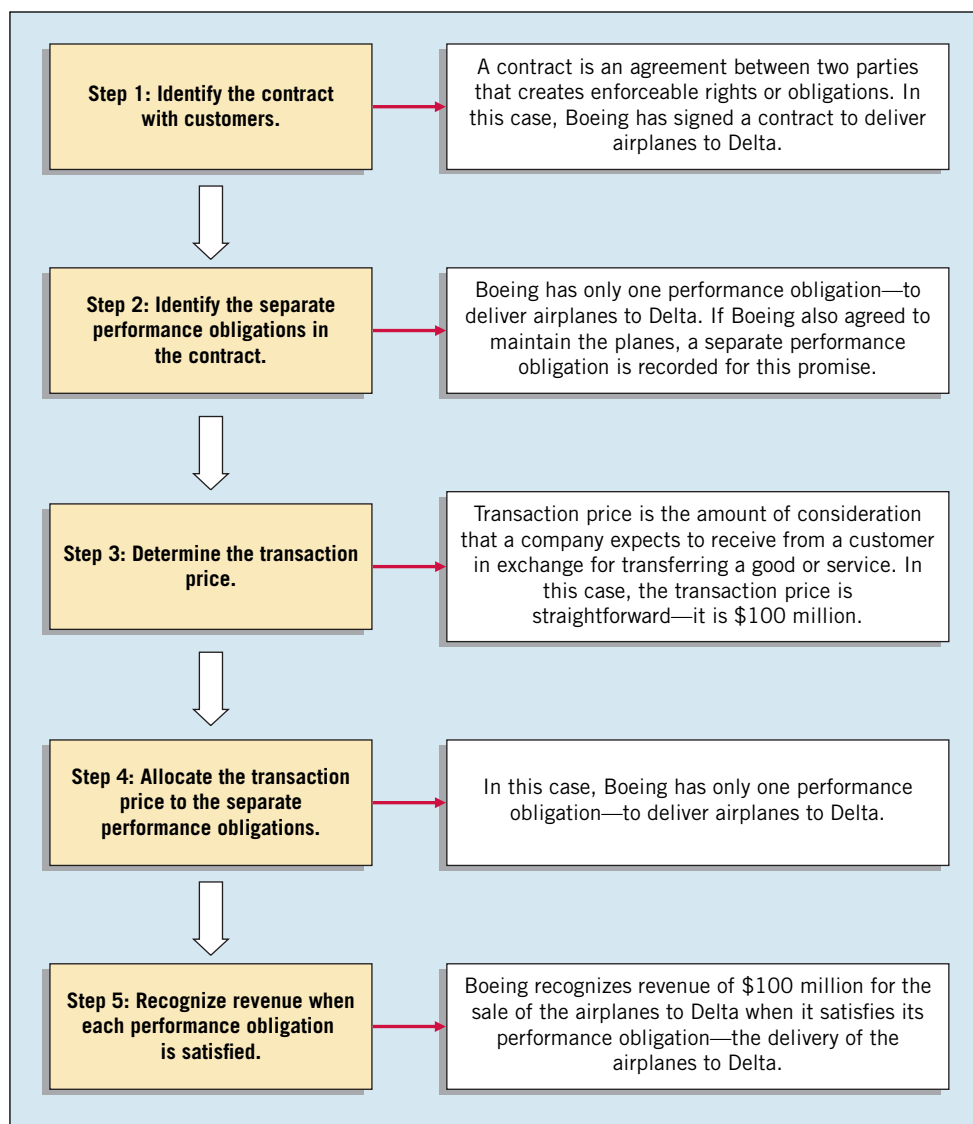 Step 1: Identify the contract
with customers.
A contract is an agreement between two parties
that creates enforceable rights or obligations. In
this case, Boeing has signed a contract to deliver
airplanes to Delta.
Step 2: Identify the separate
performance obligations in
the contract.
Boeing has only one performance obligation—to
deliver airplanes to Delta. If Boeing also agreed to
maintain the planes, a separate performance
obligation is recorded for this promise.
Step 3: Determine the transaction
price.
Transaction price is the amount of consideration
that a company expects to receive from a customer
in exchange for transferring a good or service. In
this case, the transaction price is
straightforward—it is $100 million.
Step 4: Allocate the transaction
price to the separate
performance obligations.
In this case, Boeing has only one performance
obligation—to deliver airplanes to Delta.
Step 5: Recognize revenue when
each performance obligation
is satisfied.
Boeing recognizes revenue of $100 million for the
sale of the airplanes to Delta when it satisfies its
performance obligation—the delivery of the
airplanes to Delta.